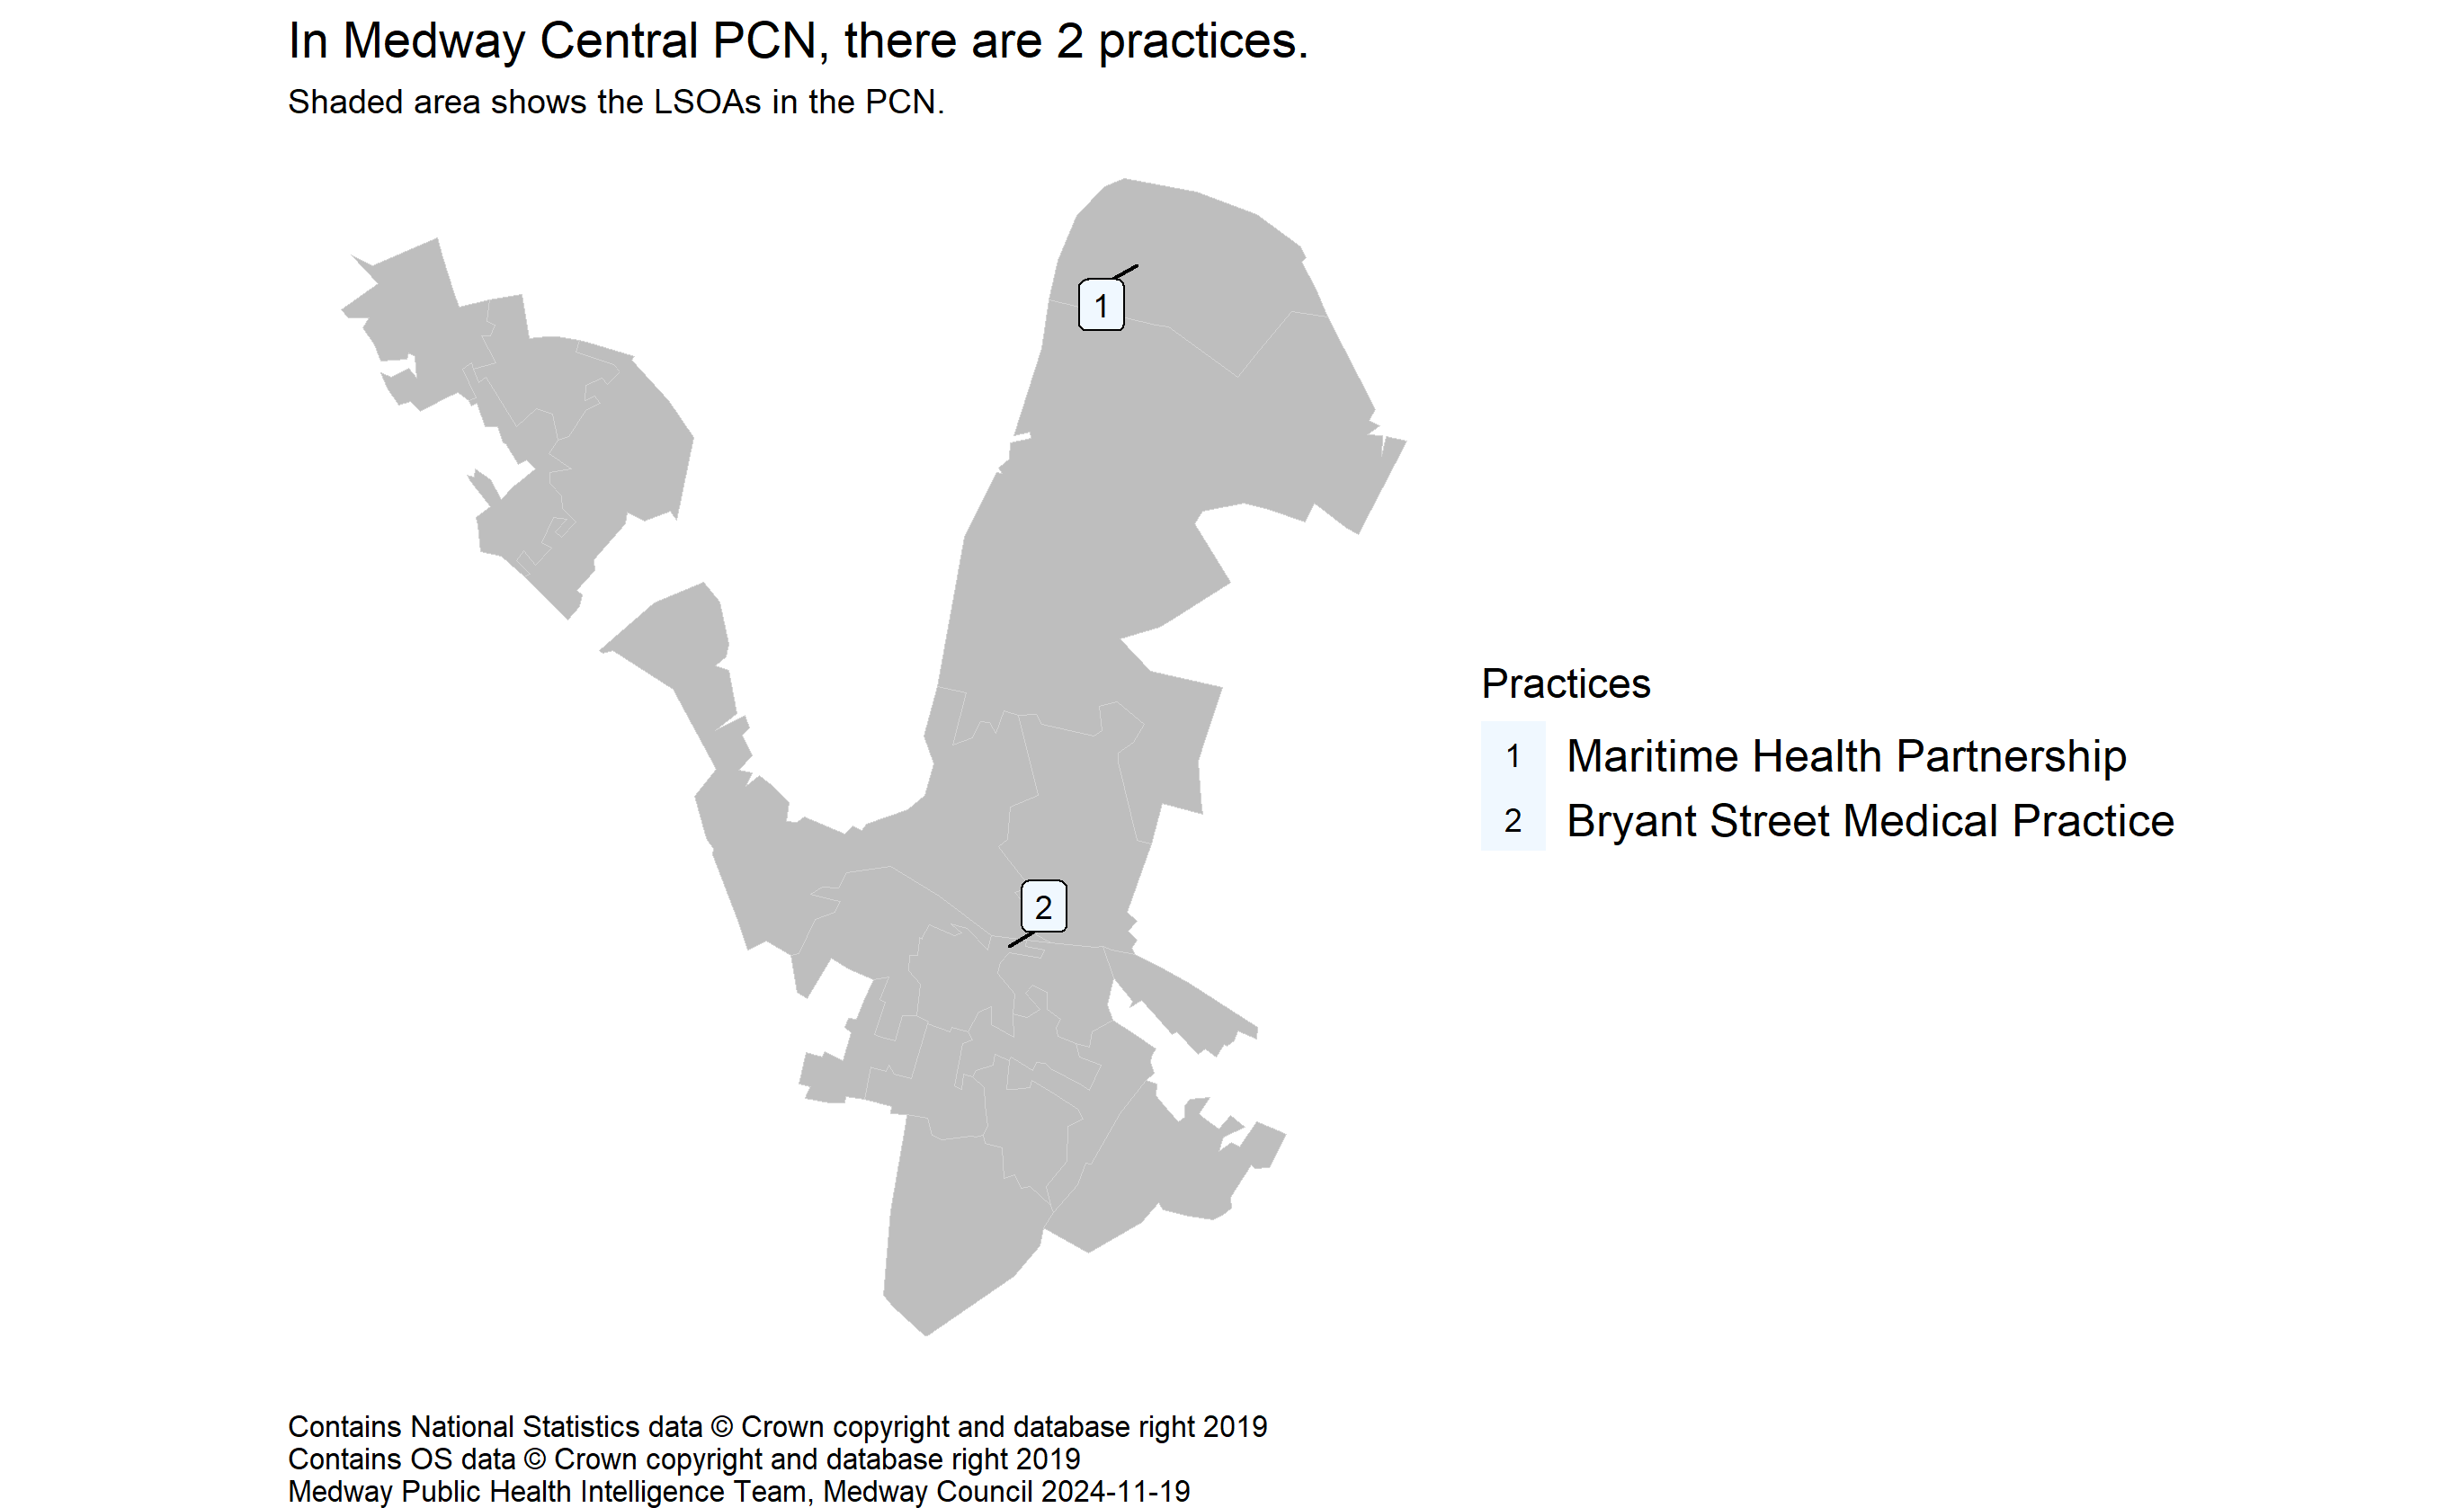 In Medway Central PCN, there are 2 practices.
Shaded area shows the LSOAs in the PCN.
1
2
Practices
1 Maritime Health Partnership
2 Bryant Street Medical Practice
Contains National Statistics data © Crown copyright and database right 2019
Contains OS data © Crown copyright and database right 2019
Medway Public Health Intelligence Team, Medway Council 2024-11-19